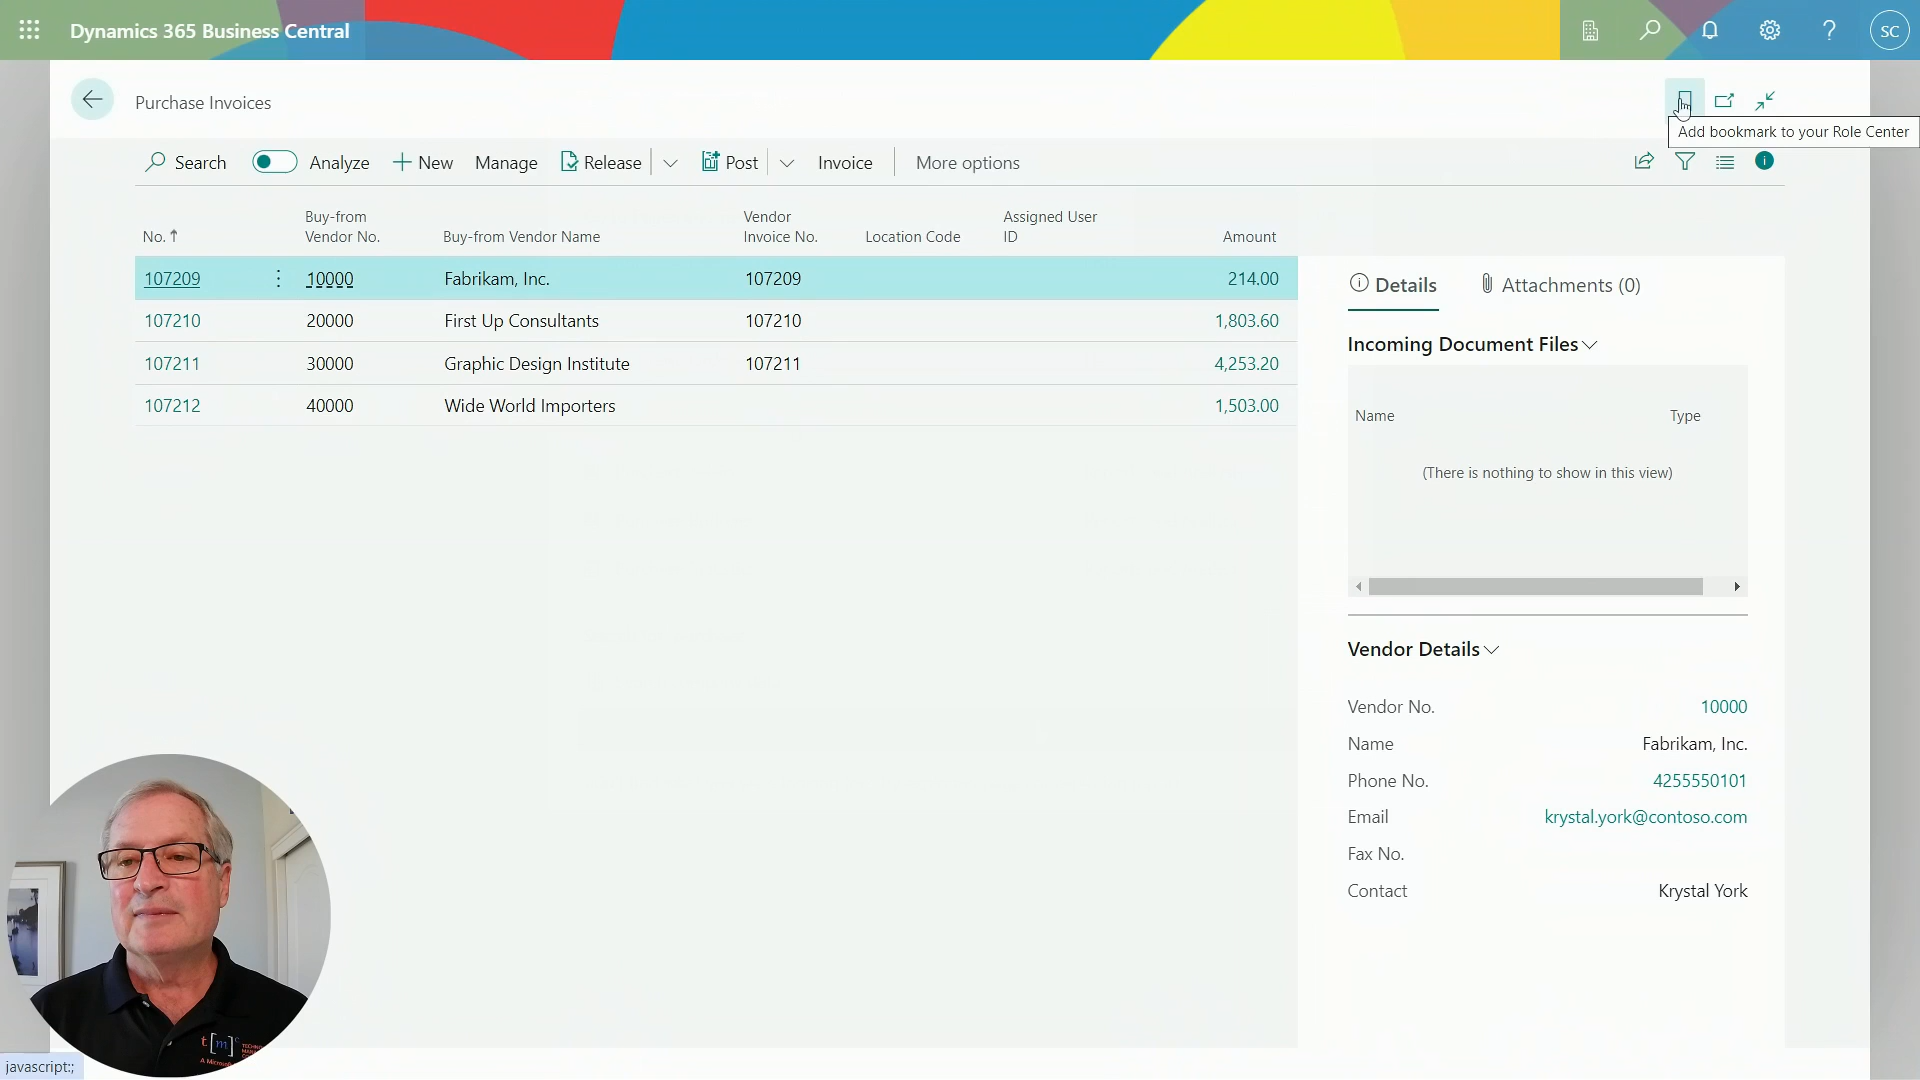 Dynamics 365 Business Central
SC
Purchase Invoices
Add bookmark to your Role Center
Search
Analyze
New
Manage
Release
Post
Invoice
More options
No.
Buy-from
Vendor No.
Buy-from Vendor Name
Vendor
Invoice No.
Location Code
Assigned User
ID
Amount
107209 10000 Fabrikam, Inc. 107209 214.00
107210 20000 First Up Consultants 107210 1,803.60
107211 30000 Graphic Design Institute 107211 4,253.20
107212 40000 Wide World Importers 1,503.00
Details
Attachments (0)
Incoming Document Files
Name Type
(There is nothing to show in this view)
Vendor Details
Vendor No. 10000
Name Fabrikam, Inc.
Phone No. 4255550101
Email krystal.york@contoso.com
Fax No.
Contact Krystal York
t[m]
javascript:;